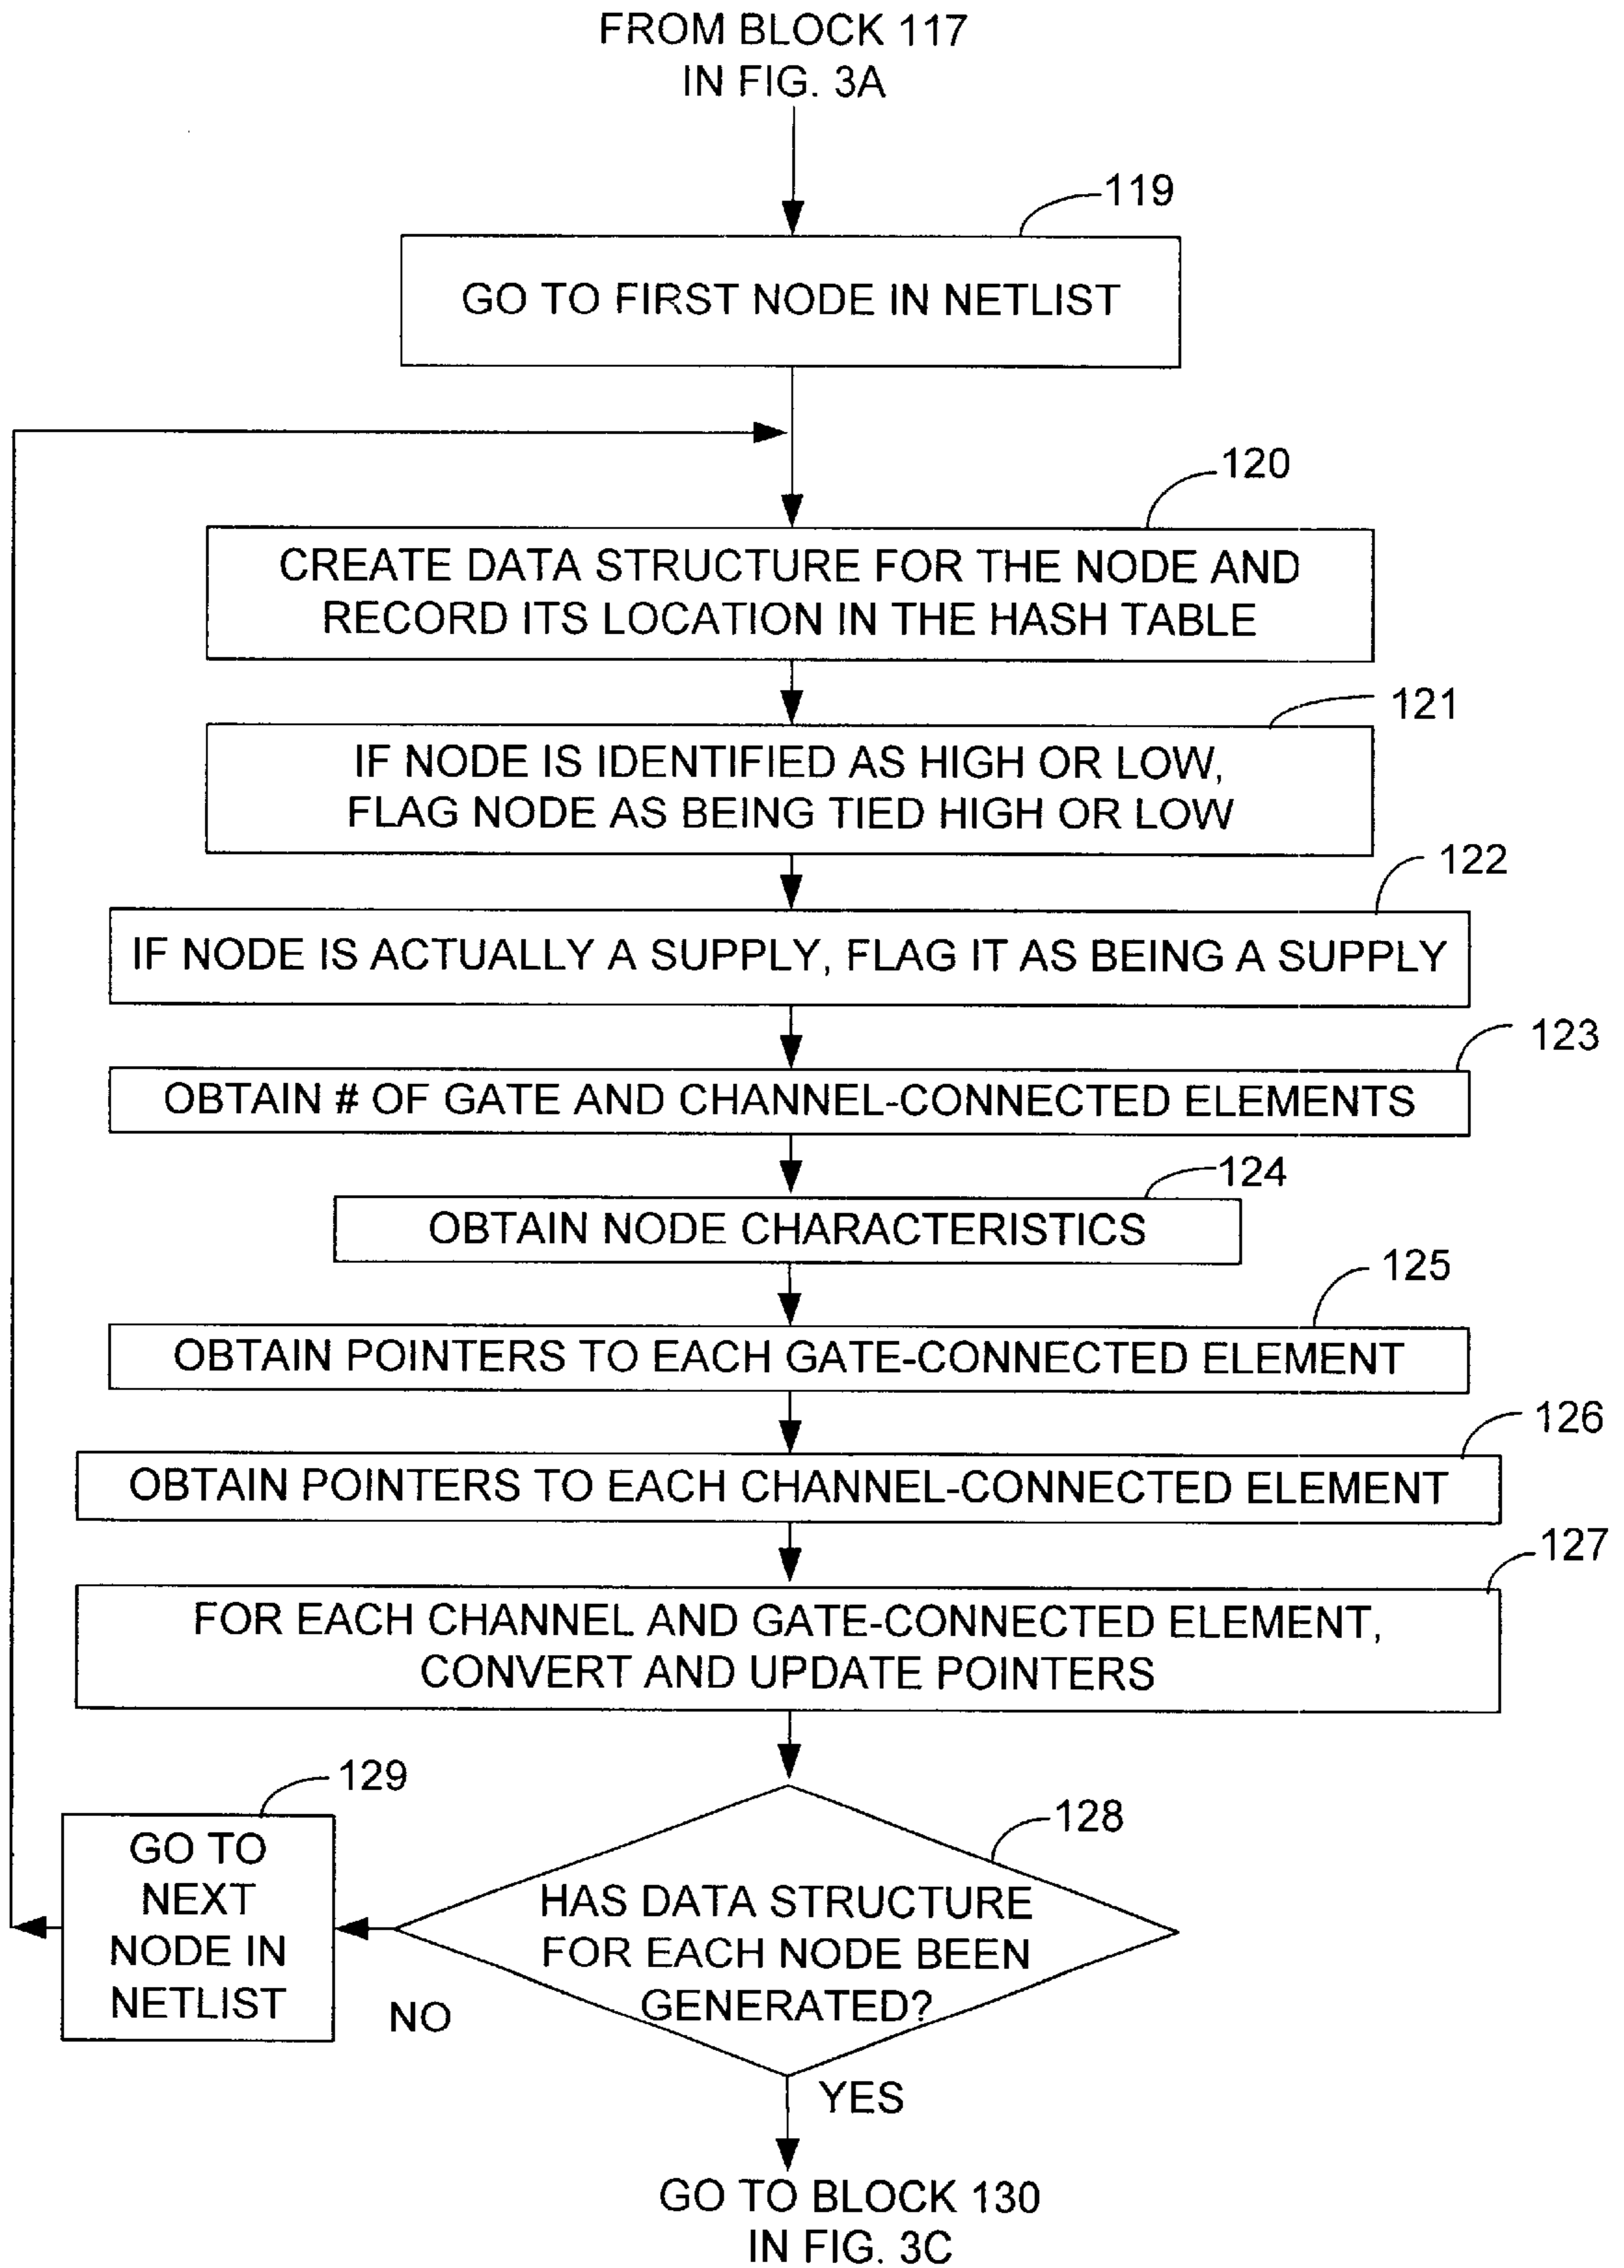 FROM BLOCK 117
IN FIG. 3A
119
GO TO FIRST NODE IN NETLIST
120
CREATE DATA STRUCTURE FOR THE NODE AND
RECORD ITS LOCATION IN THE HASH TABLE
121
IF NODE IS IDENTIFIED AS HIGH OR LOW,
FLAG NODE AS BEING TIED HIGH OR LOW
122
IF NODE IS ACTUALLY A SUPPLY, FLAG IT AS BEING A SUPPLY
123
OBTAIN # OF GATE AND CHANNEL-CONNECTED ELEMENTS
124
OBTAIN NODE CHARACTERISTICS
125
OBTAIN POINTERS TO EACH GATE-CONNECTED ELEMENT
126
OBTAIN POINTERS TO EACH CHANNEL-CONNECTED ELEMENT
127
FOR EACH CHANNEL AND GATE-CONNECTED ELEMENT,
CONVERT AND UPDATE POINTERS
129
GO TO
NEXT
NODE IN
NETLIST
NO
128
HAS DATA STRUCTURE
FOR EACH NODE BEEN
GENERATED?
YES
GO TO BLOCK 130
IN FIG. 3C